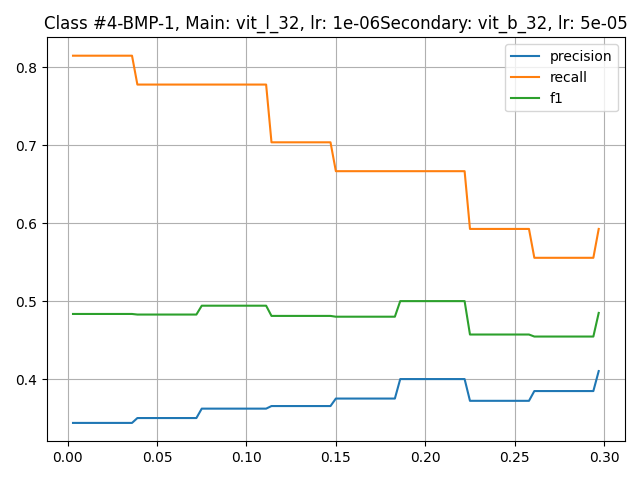 Class #4-BMP-1, Main: vit_l_32, lr: 1e-06Secondary: vit_b_32, lr: 5e-05
precision
recall
f1
0.8
0.7
0.6
0.5
0.4
0.00 0.05 0.10 0.15 0.20 0.25 0.30